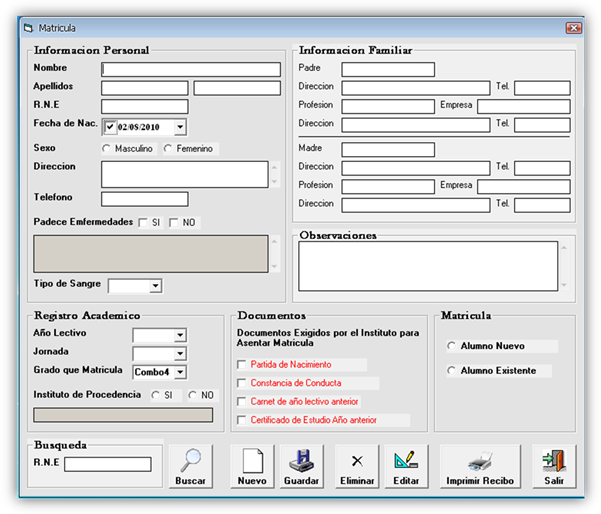 Matricula
Informacion Personal
Nombre
Apellidos
R.N.E
Fecha de Nac. 02/08/2010
Sexo Masculino Femenino
Direccion
Telefono
Padece Emfermedades SI NO
Tipo de Sangre
Informacion Familiar
Padre
Direccion Tel.
Profesion Empresa
Direccion Tel.
Madre
Direccion Tel.
Profesion Empresa
Direccion Tel.
Observaciones
Registro Academico
Año Lectivo
Jornada
Grado que Matricula Combo4
Instituto de Procedencia SI NO
Documentos
Documentos Exigidos por el Instituto para
Asentar Matricula
Partida de Nacimiento
Constancia de Conducta
Carnet de año lectivo anterior
Certificado de Estudio Año anterior
Matricula
Alumno Nuevo
Alumno Existente
Busqueda
R.N.E
Buscar Nuevo Guardar Eliminar Editar Imprimir Recibo Salir